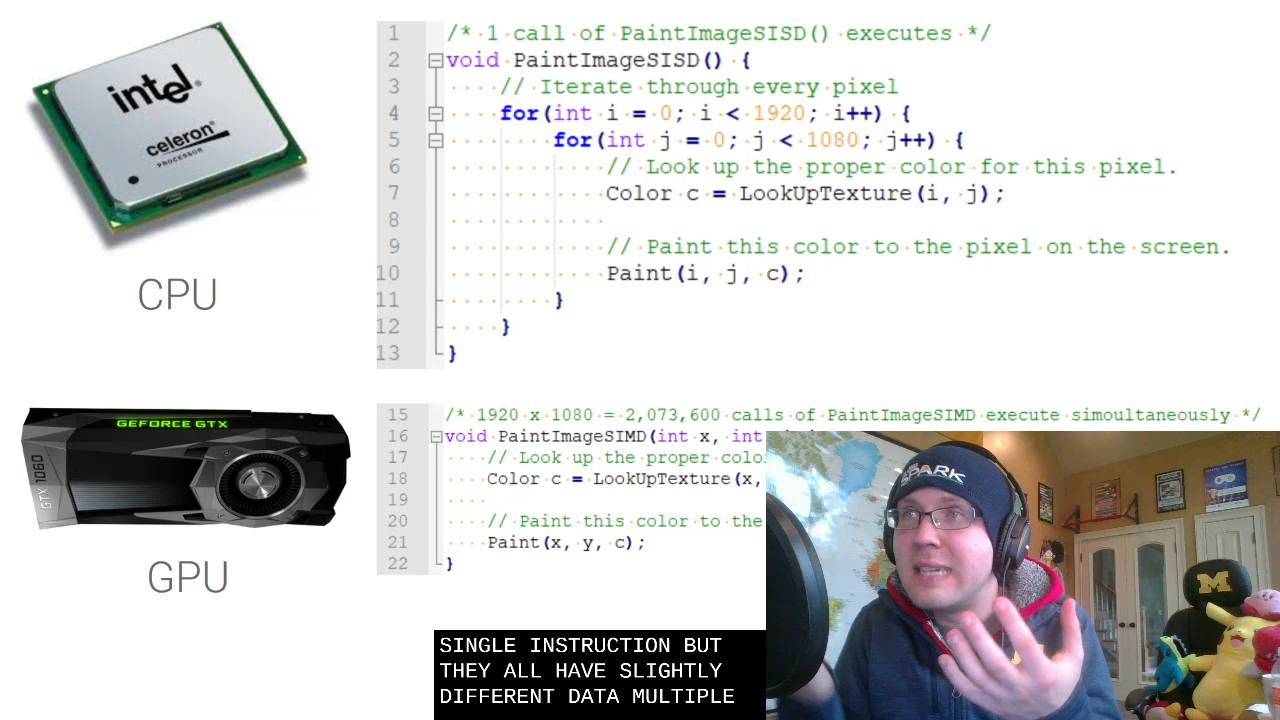 intel
celeron
PROCESSOR
CPU
1 /* 1 call of PaintImageSISD() executes */
2 void PaintImageSISD() {
3 // Iterate through every pixel
4 for(int i = 0; i < 1920; i++) {
5 for(int j = 0; j < 1080; j++) {
6 // Look up the proper color for this pixel.
7 Color c = LookUpTexture(i, j);
8
9 // Paint this color to the pixel on the screen.
10 Paint(i, j, c);
11 }
12 }
13 }
GEFORCE GTX
GTX 1060
GPU
15 /* 1920 x 1080 = 2,073,600 calls of PaintImageSIMD execute simoultaneously */
16 void PaintImageSIMD(int x, int
17 // Look up the proper colo
18 Color c = LookUpTexture(x,
19
20 // Paint this color to the
21 Paint(x, y, c);
22 }
SPARK
M
SINGLE INSTRUCTION BUT
THEY ALL HAVE SLIGHTLY
DIFFERENT DATA MULTIPLE